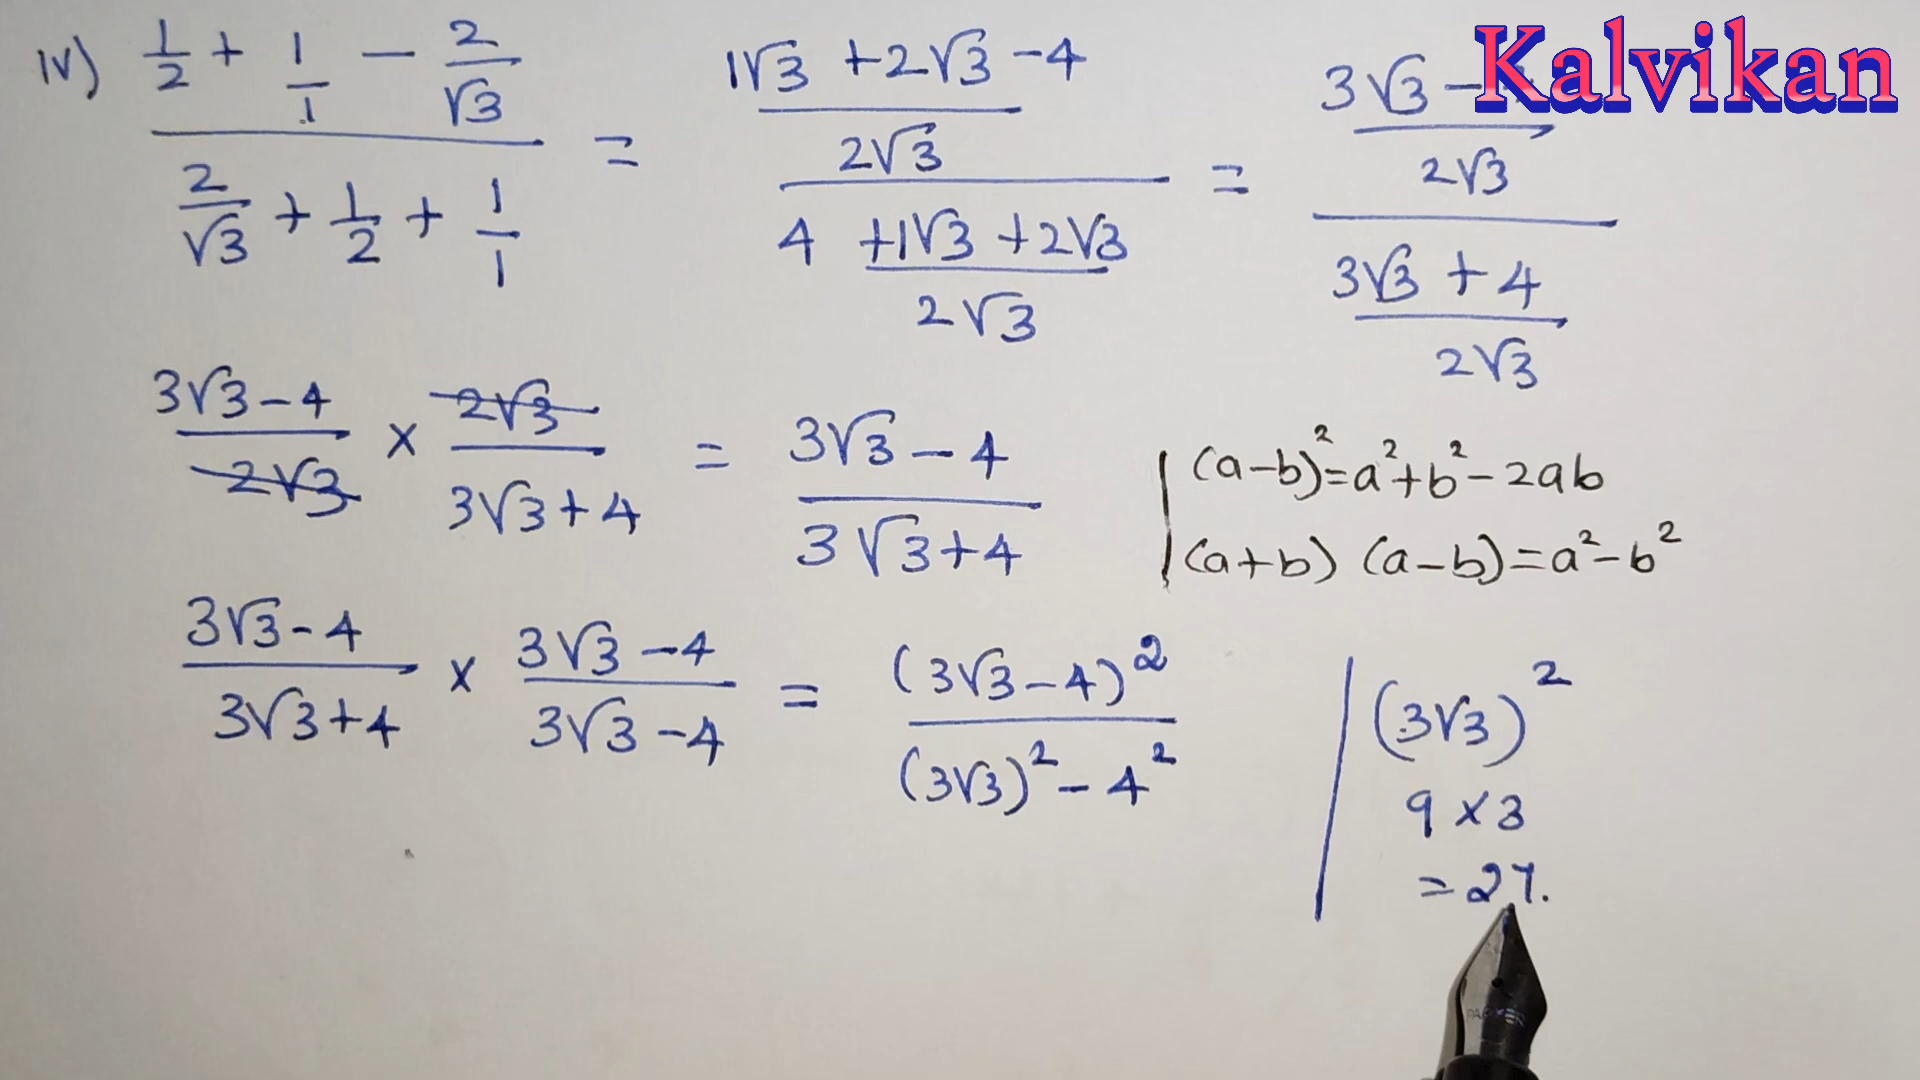 Kalvikan
iv) 1/2 + 1/1 − 2/√3 / 2/√3 + 1/2 + 1/1 = 1√3 + 2√3 − 4 / 2√3 / 4 + 1√3 + 2√3 / 2√3 = 3√3 − / 2√3 / 3√3 + 4 / 2√3
3√3 − 4 / 2√3 × 2√3 / 3√3 + 4 = 3√3 − 4 / 3√3 + 4
(a−b)² = a² + b² − 2ab
(a+b) (a−b) = a² − b²
3√3 − 4 / 3√3 + 4 × 3√3 − 4 / 3√3 − 4 = (3√3 − 4)² / (3√3)² − 4²
(3√3)²
9 × 3
= 27.
PARKER